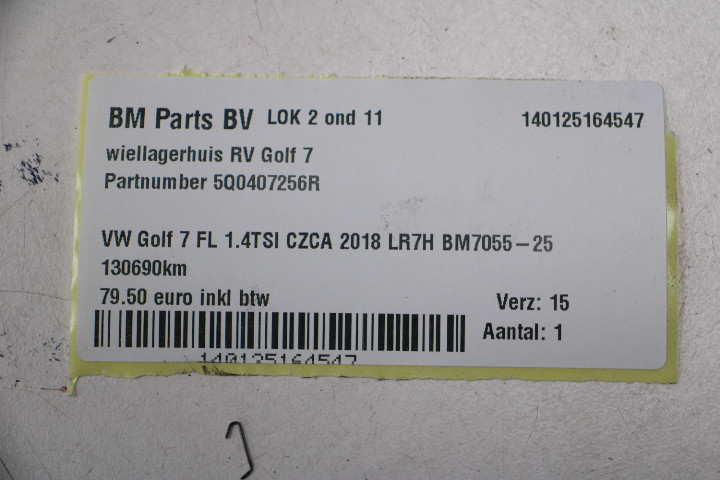 BM Parts BV LOK 2 ond 11 140125164547
wiellagerhuis RV Golf 7
Partnumber 5Q0407256R
VW Golf 7 FL 1.4TSI CZCA 2018 LR7H BM7055-25
130690km
79.50 euro inkl btw
Verz: 15
Aantal: 1
140125164547